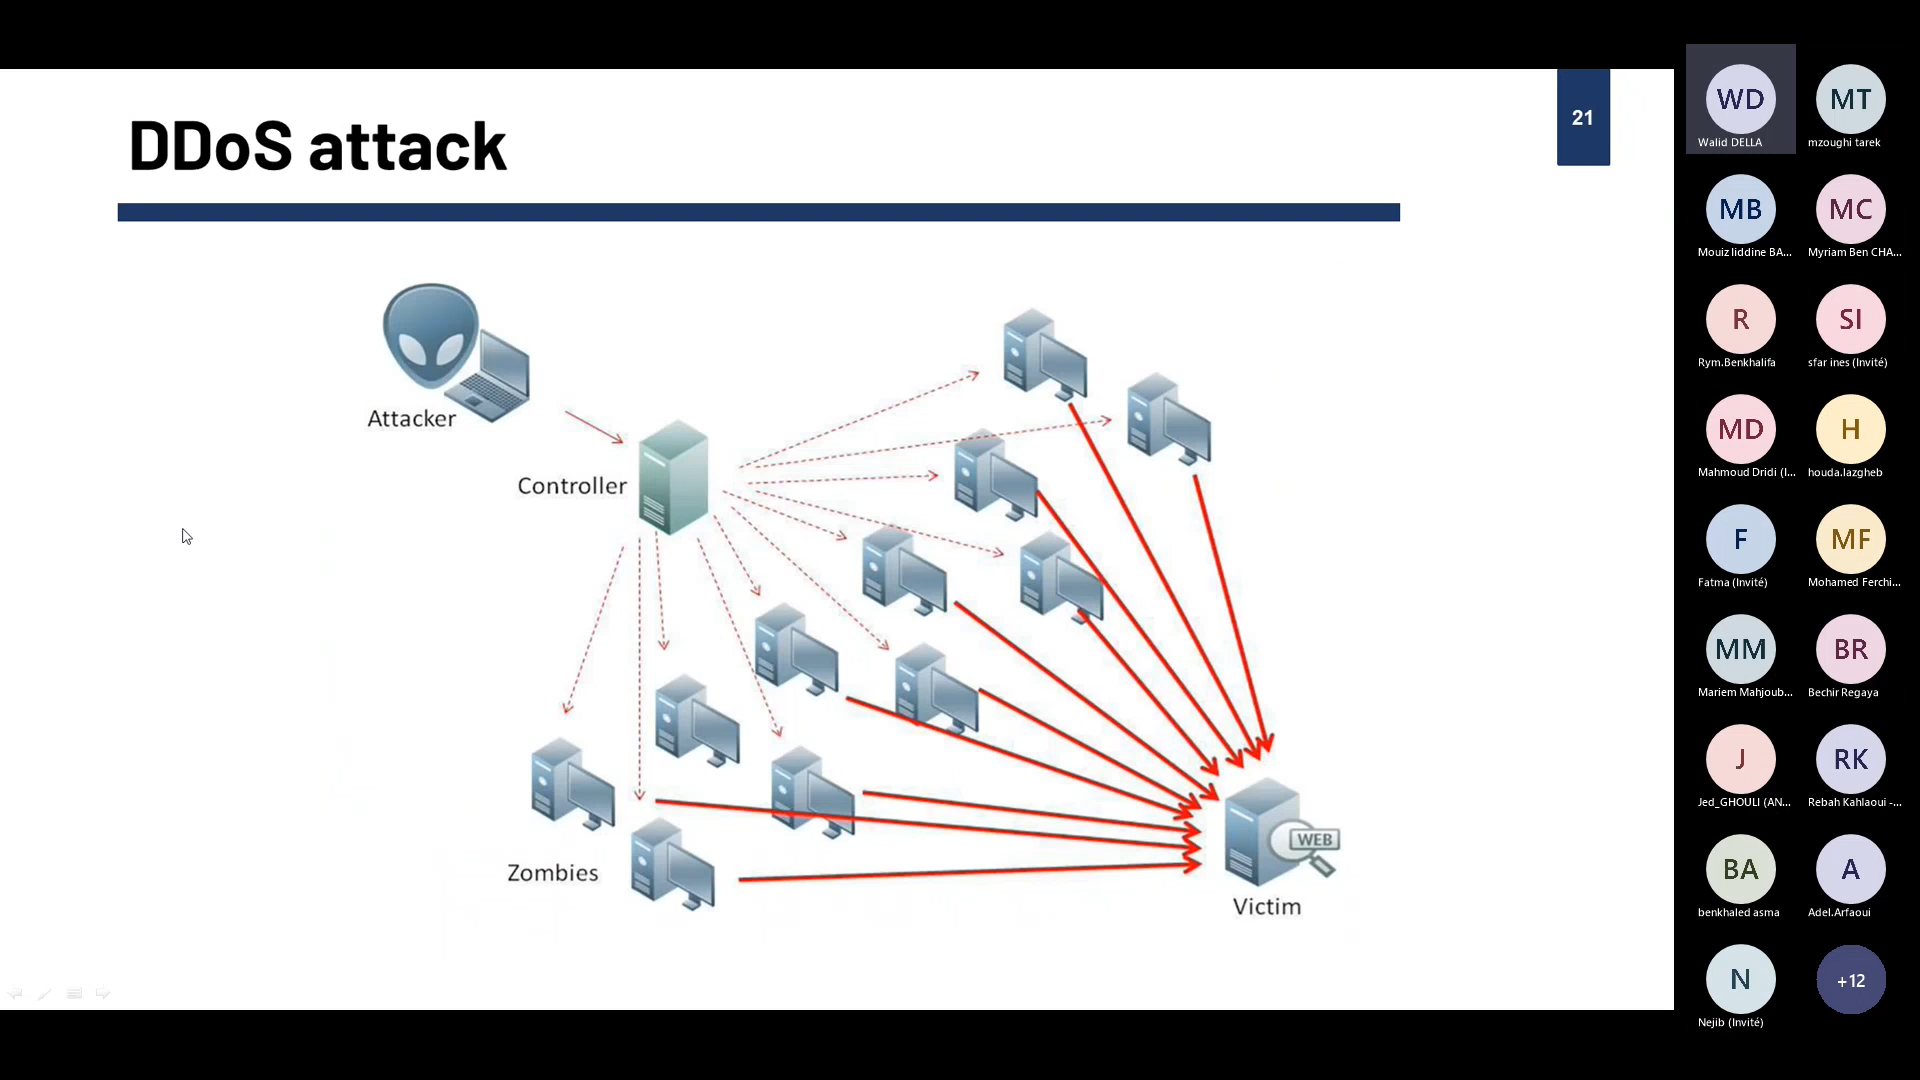 DDoS attack
21
Attacker
Controller
Zombies
WEB
Victim
WD
Walid DELLA
MT
mzoughi tarek
MB
Mouiz liddine BA...
MC
Myriam Ben CHA...
R
Rym.Benkhalifa
SI
sfar ines (Invité)
MD
Mahmoud Dridi (I...
H
houda.lazgheb
F
Fatma (Invité)
MF
Mohamed Ferchi...
MM
Mariem Mahjoub...
BR
Bechir Regaya
J
Jed_GHOULI (AN...
RK
Rebah Kahlaoui -...
BA
benkhaled asma
A
Adel.Arfaoui
N
Nejib (Invité)
+12